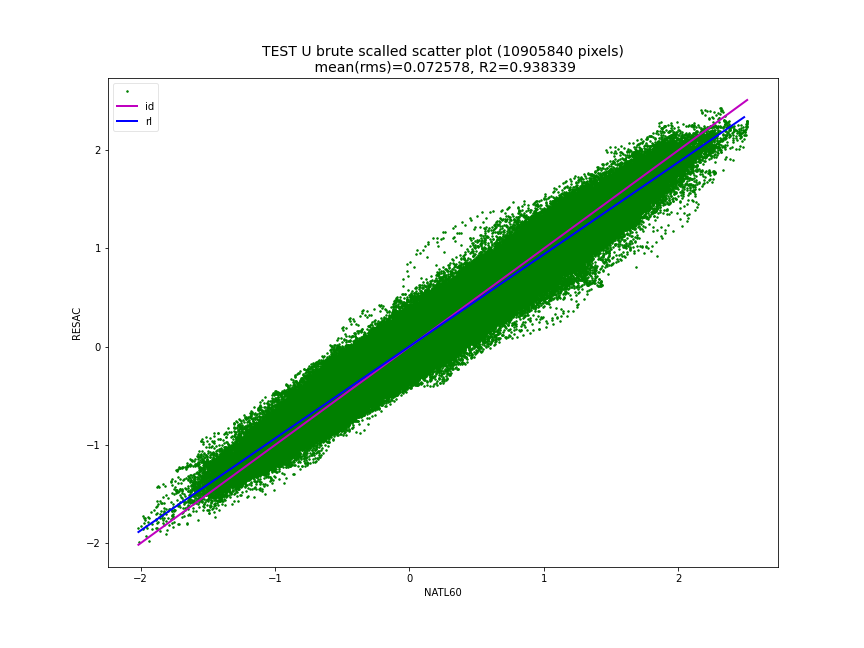 TEST U brute scalled scatter plot (10905840 pixels)
mean(rms)=0.072578, R2=0.938339
id
rl
2
1
0
−1
−2
RESAC
−2
−1
0
1
2
NATL60